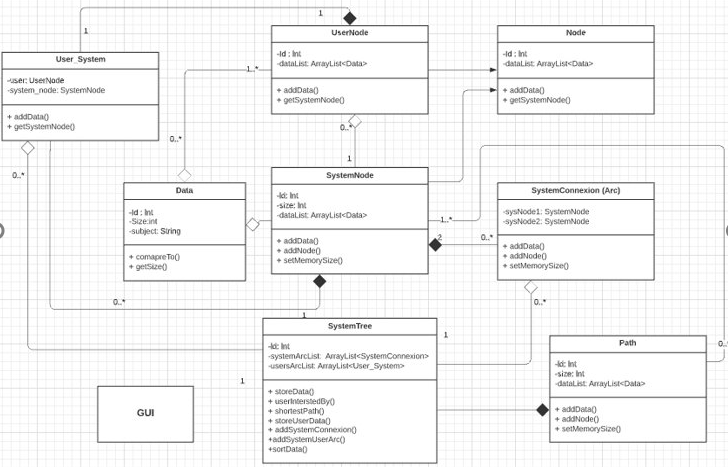 1
1
UserNode
-Id : Int
-dataList: ArrayList<Data>
+ addData()
+ getSystemNode()
Node
-Id : Int
-dataList: ArrayList<Data>
+ addData()
+ getSystemNode()
User_System
-user: UserNode
-system_node: SystemNode
+ addData()
+ getSystemNode()
1..*
0..*
0..*
1
0..*
Data
-Id : Int
-Size:int
-subject: String
+ comapreTo()
+ getSize()
SystemNode
-Id: Int
-size: Int
-dataList: ArrayList<Data>
+ addData()
+ addNode()
+ setMemorySize()
1..*
2
0..*
SystemConnexion (Arc)
-sysNode1: SystemNode
-sysNode2: SystemNode
+ addData()
+ addNode()
+ setMemorySize()
0..*
1
0..*
SystemTree
-Id: Int
-systemArcList: ArrayList<SystemConnexion>
-usersArcList: ArrayList<User_System>
+ storeData()
+ userInterstedBy()
+ shortestPath()
+ storeUserData()
+ addSystemConnexion()
+addSystemUserArc()
+sortData()
1
1
Path
-Id: Int
-size: Int
-dataList: ArrayList<Data>
+ addData()
+ addNode()
+ setMemorySize()
0..
GUI